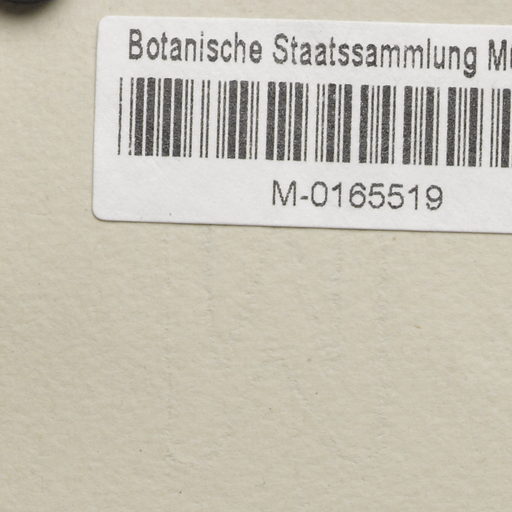 Botanische Staatssammlung
M-0165519